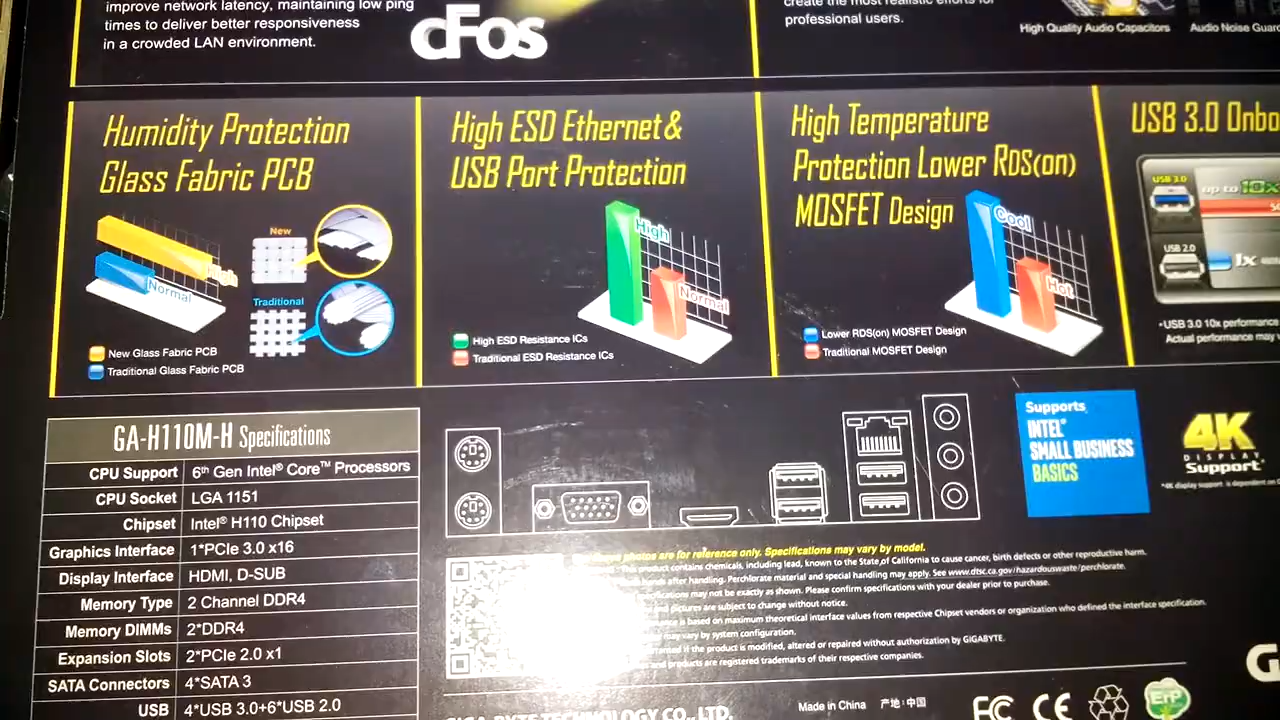 improve network latency, maintaining low ping
times to deliver better responsiveness
in a crowded LAN environment.
cFos
professional users.
High Quality Audio Capacitors
Audio Noise Guard
Humidity Protection
Glass Fabric PCB
High
Normal
New
Traditional
New Glass Fabric PCB
Traditional Glass Fabric PCB
High ESD Ethernet &
USB Port Protection
High
Normal
High ESD Resistance ICs
Traditional ESD Resistance ICs
High Temperature
Protection Lower RDS(on)
MOSFET Design
Cool
Hot
Lower RDS(on) MOSFET Design
Traditional MOSFET Design
USB 3.0
USB 3.0
up to 10x
USB 2.0
1x
•USB 3.0 10x performance
Actual performance may
GA-H110M-H Specifications
CPU Support 6th Gen Intel® Core™ Processors
CPU Socket LGA 1151
Chipset Intel® H110 Chipset
Graphics Interface 1*PCIe 3.0 x16
Display Interface HDMI, D-SUB
Memory Type 2 Channel DDR4
Memory DIMMs 2*DDR4
Expansion Slots 2*PCIe 2.0 x1
SATA Connectors 4*SATA 3
USB 4*USB 3.0+6*USB 2.0
Supports
INTEL®
SMALL BUSINESS
BASICS
4K
DISPLAY
Support*
*4K display support is dependent on
photos are for reference only. Specifications may vary by model.
This product contains chemicals, including lead, known to the State of California to cause cancer, birth defects or other reproductive harm.
hands after handling. Perchlorate material and special handling may apply. See www.dtsc.ca.gov/hazardouswaste/perchlorate.
may not be exactly as shown. Please confirm specifications with your dealer prior to purchase.
and pictures are subject to change without notice.
is based on maximum theoretical interface values from respective Chipset vendors or organization who defined the interface specification.
may vary by system configuration.
if the product is modified, altered or repaired without authorization by GIGABYTE.
and products are registered trademarks of their respective companies.
GIGA-BYTE TECHNOLOGY CO., LTD.
Made in China 产地:中国
FC CE ErP